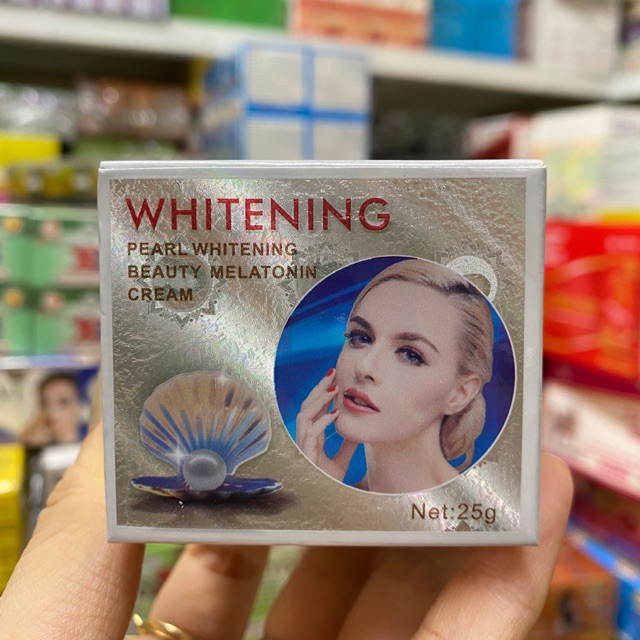 WHITENING
PEARL WHITENING
BEAUTY MELATONIN
CREAM
Net:25g